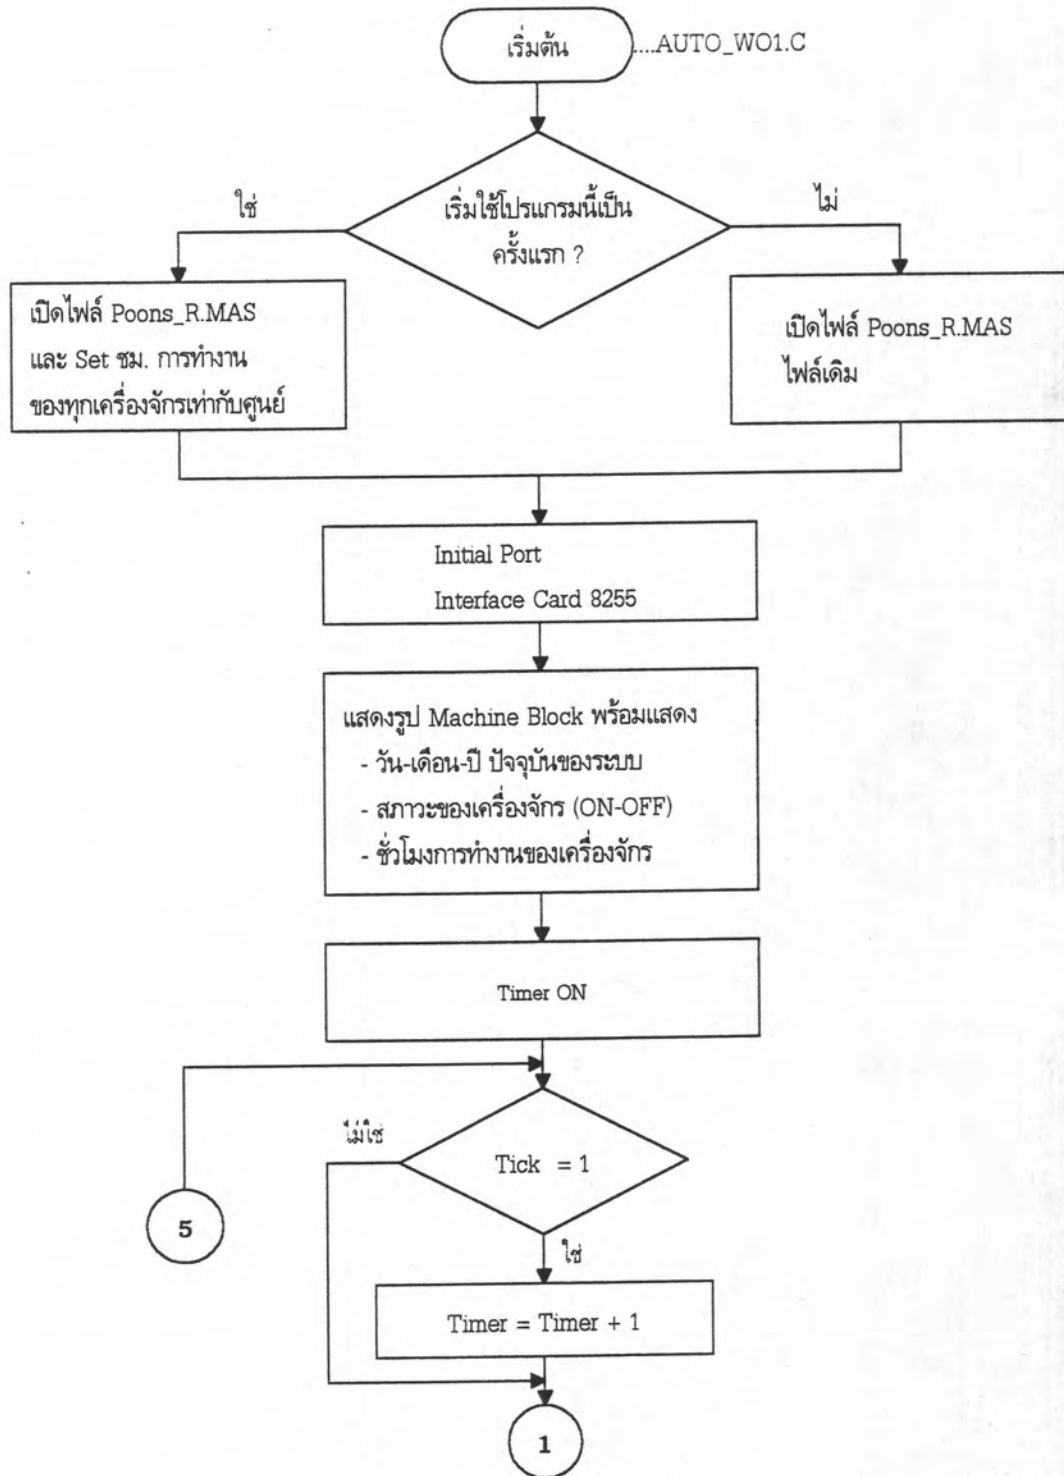 เริ่มต้น
....AUTO_WO1.C
เริ่มใช้โปรแกรมนี้เป็น
ครั้งแรก ?
ใช่
ไม่
เปิดไฟล์ Poons_R.MAS
และ Set ชม. การทำงาน
ของทุกเครื่องจักรเท่ากับศูนย์
เปิดไฟล์ Poons_R.MAS
ไฟล์เดิม
Initial Port
Interface Card 8255
แสดงรูป Machine Block พร้อมแสดง
- วัน-เดือน-ปี ปัจจุบันของระบบ
- สภาวะของเครื่องจักร (ON-OFF)
- ชั่วโมงการทำงานของเครื่องจักร
Timer ON
ไม่ใช่
Tick = 1
5
ใช่
Timer = Timer + 1
1